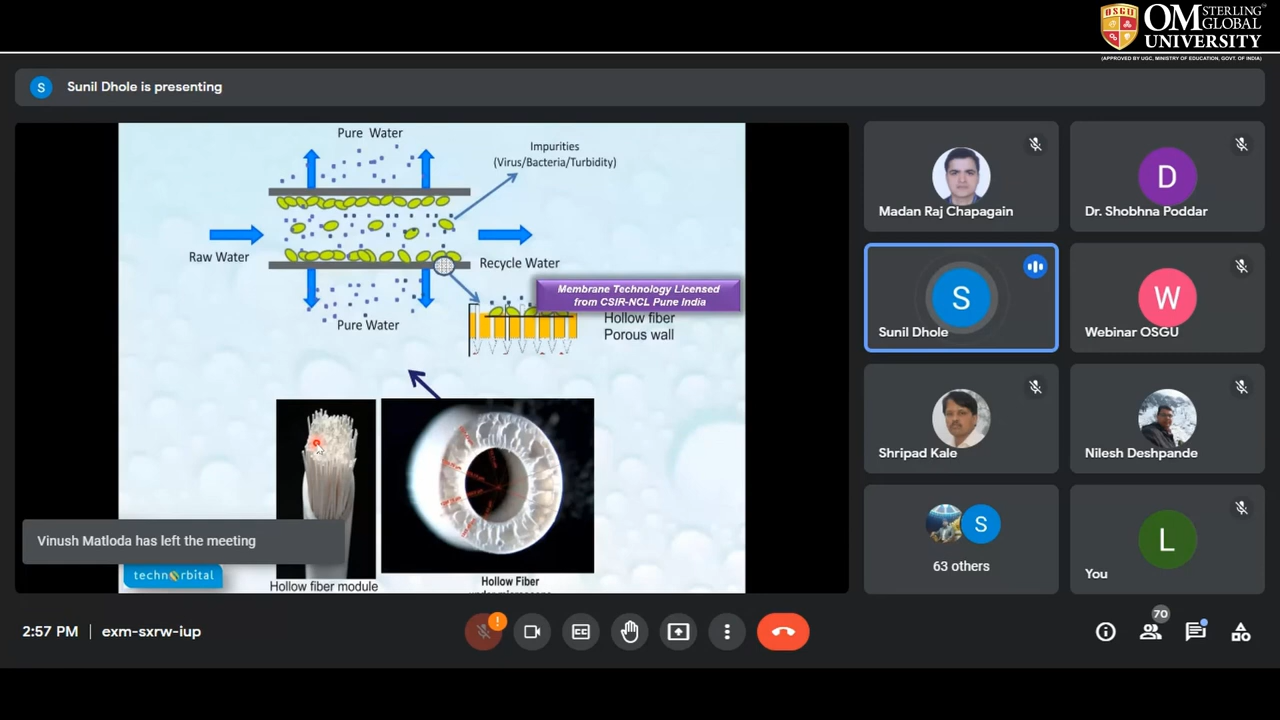 OSGU
OM STERLING GLOBAL UNIVERSITY
(APPROVED BY UGC, MINISTRY OF EDUCATION, GOVT. OF INDIA)
S
Sunil Dhole is presenting
Pure Water
Impurities
(Virus/Bacteria/Turbidity)
Raw Water
Recycle Water
Membrane Technology Licensed
from CSIR-NCL Pune India
Hollow fiber
Porous wall
Pure Water
Vinush Matloda has left the meeting
technorbital
Hollow fiber module
Hollow Fiber
Madan Raj Chapagain
D
Dr. Shobhna Poddar
S
Sunil Dhole
W
Webinar OSGU
Shripad Kale
Nilesh Deshpande
S
63 others
L
You
2:57 PM | exm-sxrw-iup
!
CC
70